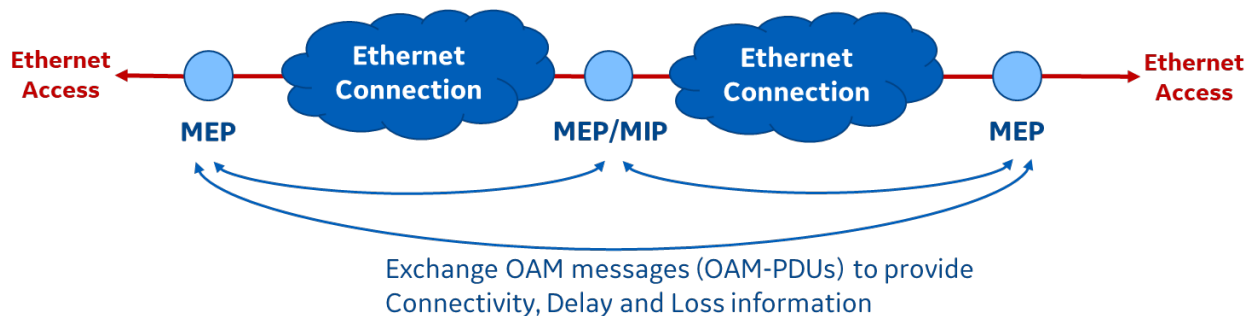 Ethernet
Access
Ethernet
Connection
Ethernet
Connection
Ethernet
Access
MEP
MEP/MIP
MEP
Exchange OAM messages (OAM-PDUs) to provide
Connectivity, Delay and Loss information